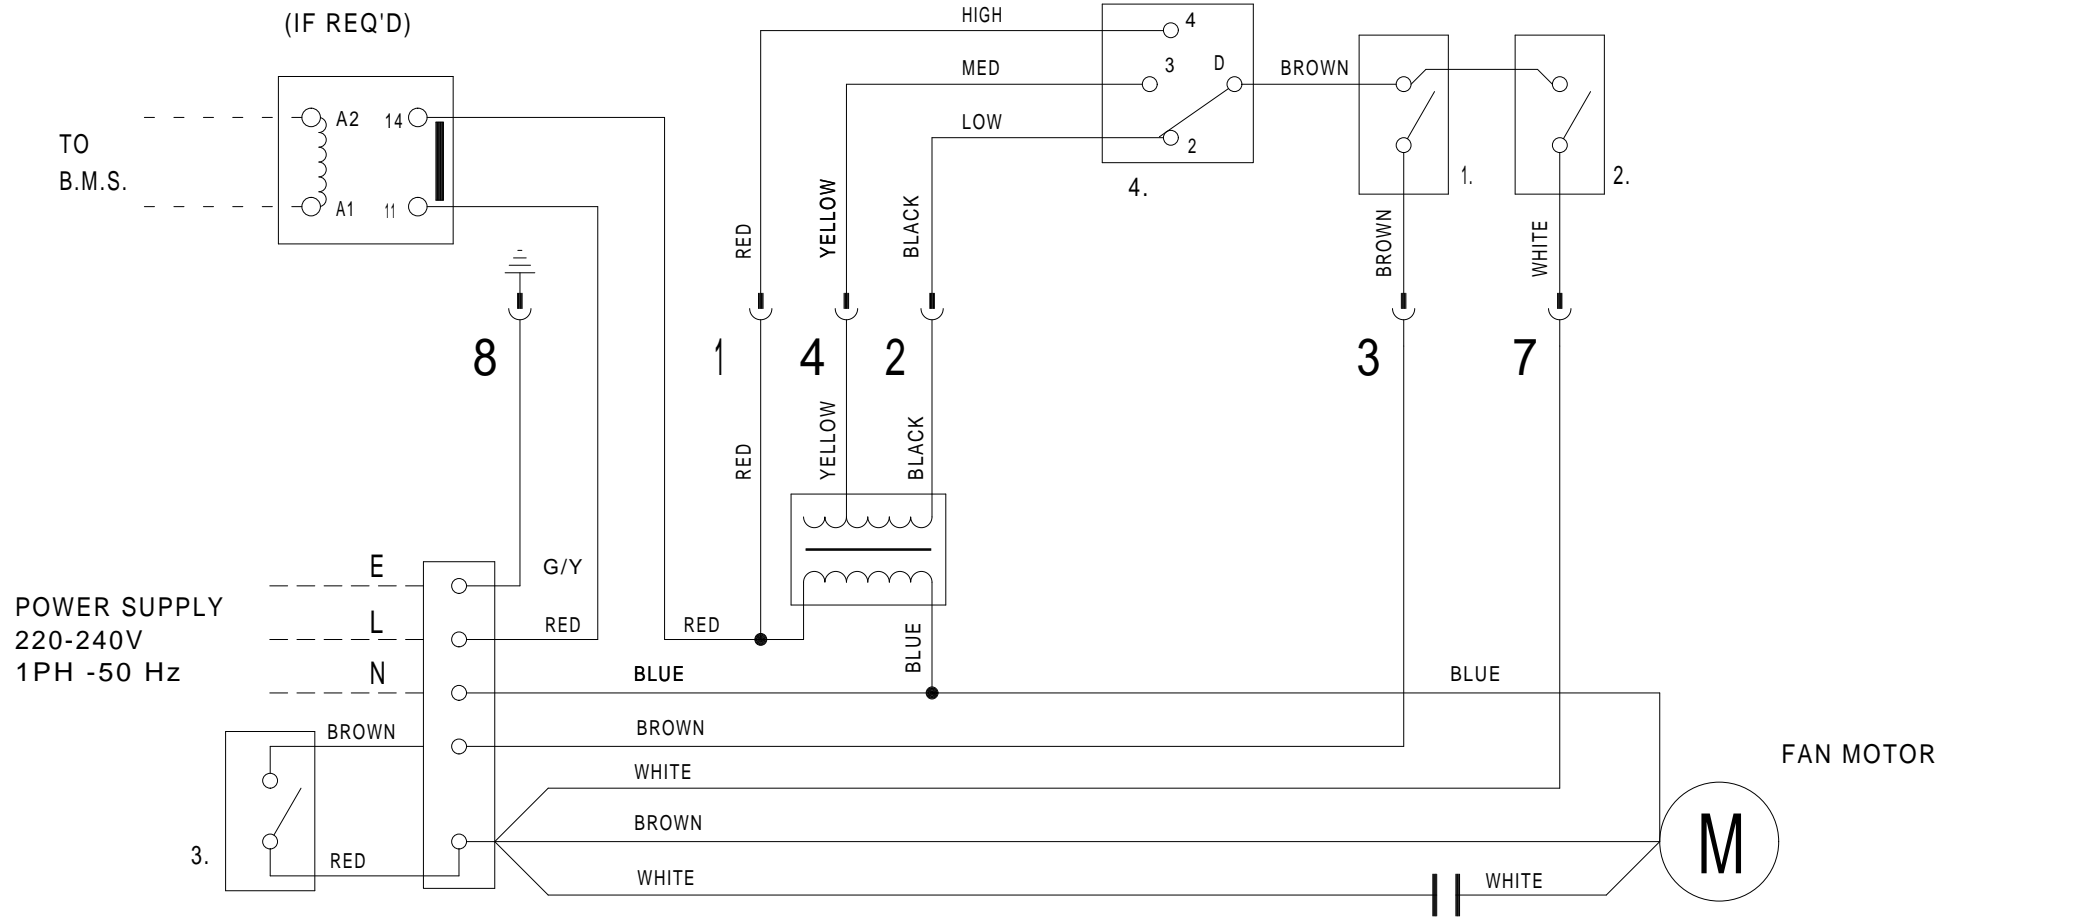 (IF REQ'D)
HIGH
4
MED
3
D
BROWN
LOW
2
4.
1.
2.
A2
14
TO
B.M.S.
A1
11
RED
YELLOW
BLACK
BROWN
WHITE
8
1
4
2
3
7
RED
YELLOW
BLACK
E
G/Y
POWER SUPPLY
220-240V
1PH -50 Hz
L
RED
RED
BLUE
N
BLUE
BLUE
BROWN
BROWN
WHITE
FAN MOTOR
BROWN
M
3.
RED
WHITE
WHITE